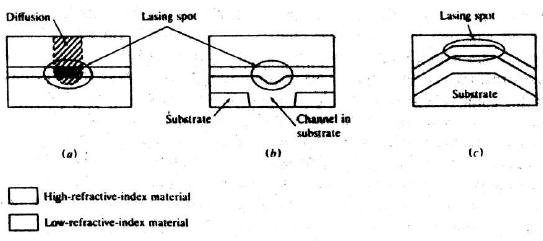 Diffusion
Lasing spot
Lasing spot
Substrate
Channel in
substrate
Substrate
(a)
(b)
(c)
High-refractive-index material
Low-refractive-index material